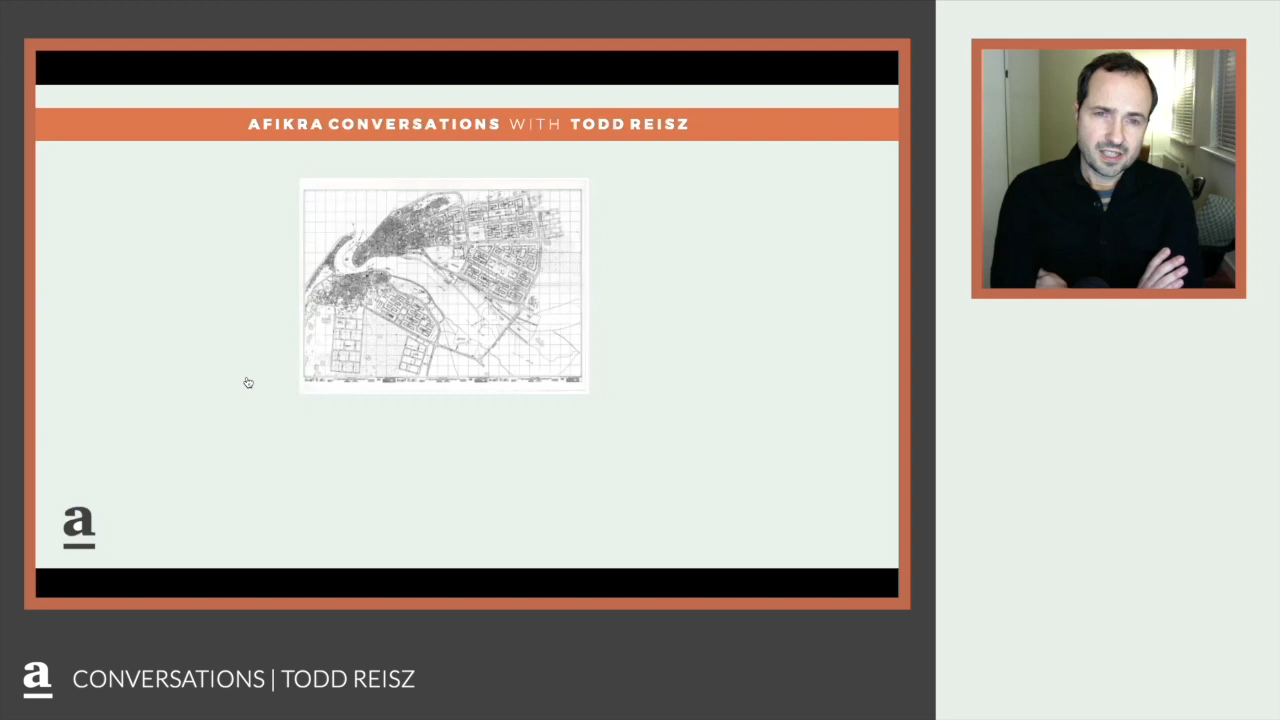 AFIKRA CONVERSATIONS WITH TODD REISZ
a
a CONVERSATIONS | TODD REISZ